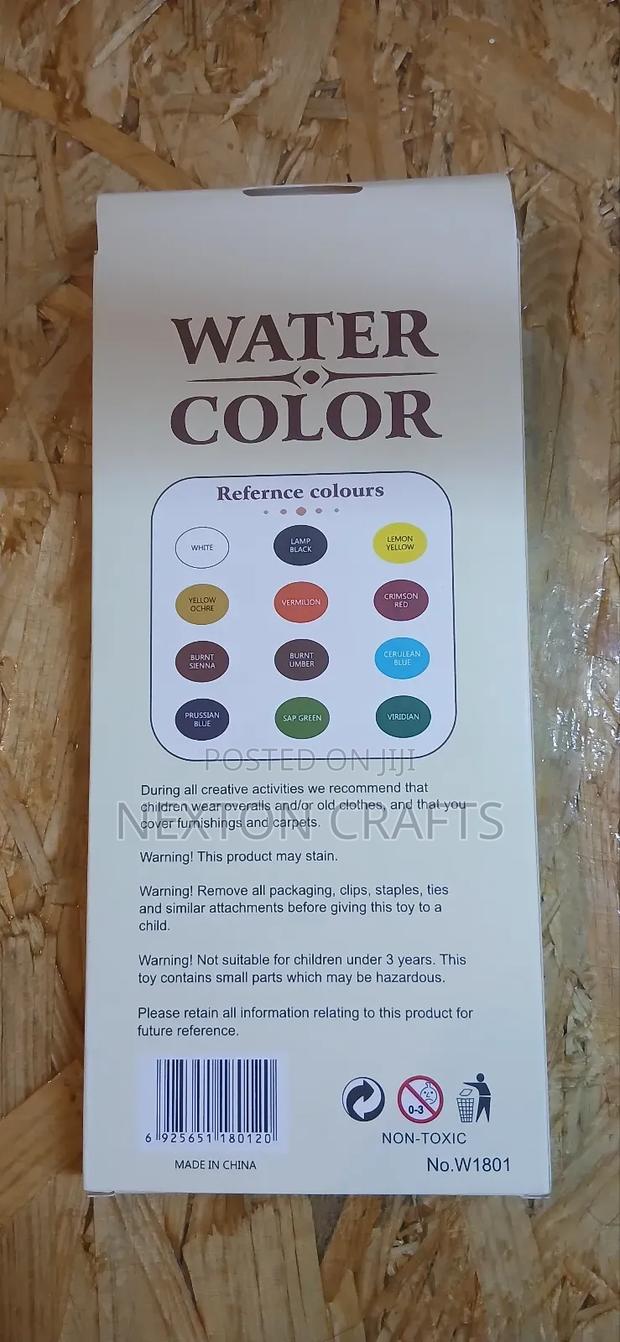 WATER
COLOR
Refernce colours
WHITE
LAMP
BLACK
LEMON
YELLOW
YELLOW
OCHRE
VERMILION
CRIMSON
RED
BURNT
SIENNA
BURNT
UMBER
CERULEAN
BLUE
PRUSSIAN
BLUE
SAP GREEN
VIRIDIAN
POSTED ON JIJI
During all creative activities we recommend that
children wear overalls and/or old clothes, and that you
NEXTON CRAFTS
cover furnishings and carpets.
Warning! This product may stain.
Warning! Remove all packaging, clips, staples, ties
and similar attachments before giving this toy to a
child.
Warning! Not suitable for children under 3 years. This
toy contains small parts which may be hazardous.
Please retain all information relating to this product for
future reference.
6 925651 180120
0-3
NON-TOXIC
MADE IN CHINA
No.W1801